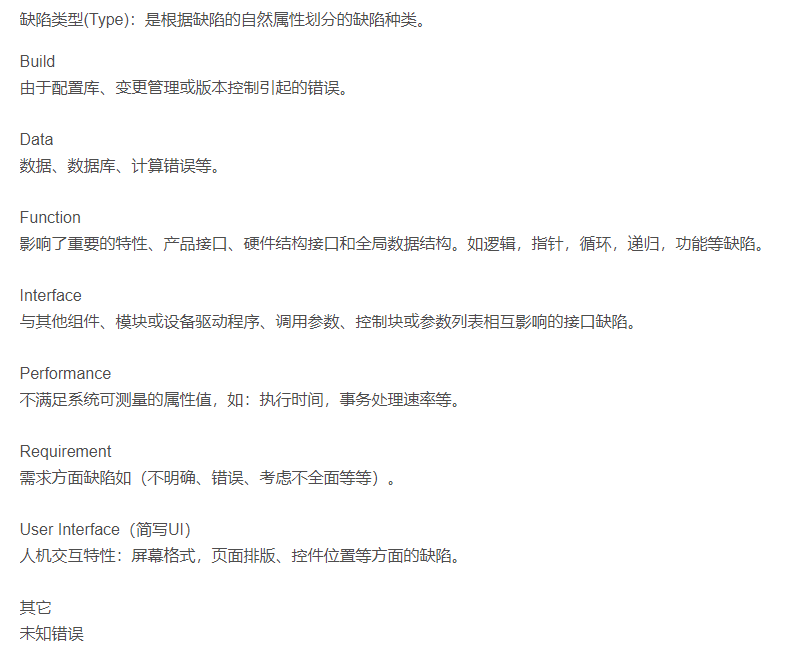 缺陷类型(Type)：是根据缺陷的自然属性划分的缺陷种类。
Build
由于配置库、变更管理或版本控制引起的错误。
Data
数据、数据库、计算错误等。
Function
影响了重要的特性、产品接口、硬件结构接口和全局数据结构。如逻辑，指针，循环，递归，功能等缺陷。
Interface
与其他组件、模块或设备驱动程序、调用参数、控制块或参数列表相互影响的接口缺陷。
Performance
不满足系统可测量的属性值，如：执行时间，事务处理速率等。
Requirement
需求方面缺陷如（不明确、错误、考虑不全面等等）。
User Interface（简写UI）
人机交互特性：屏幕格式，页面排版、控件位置等方面的缺陷。
其它
未知错误